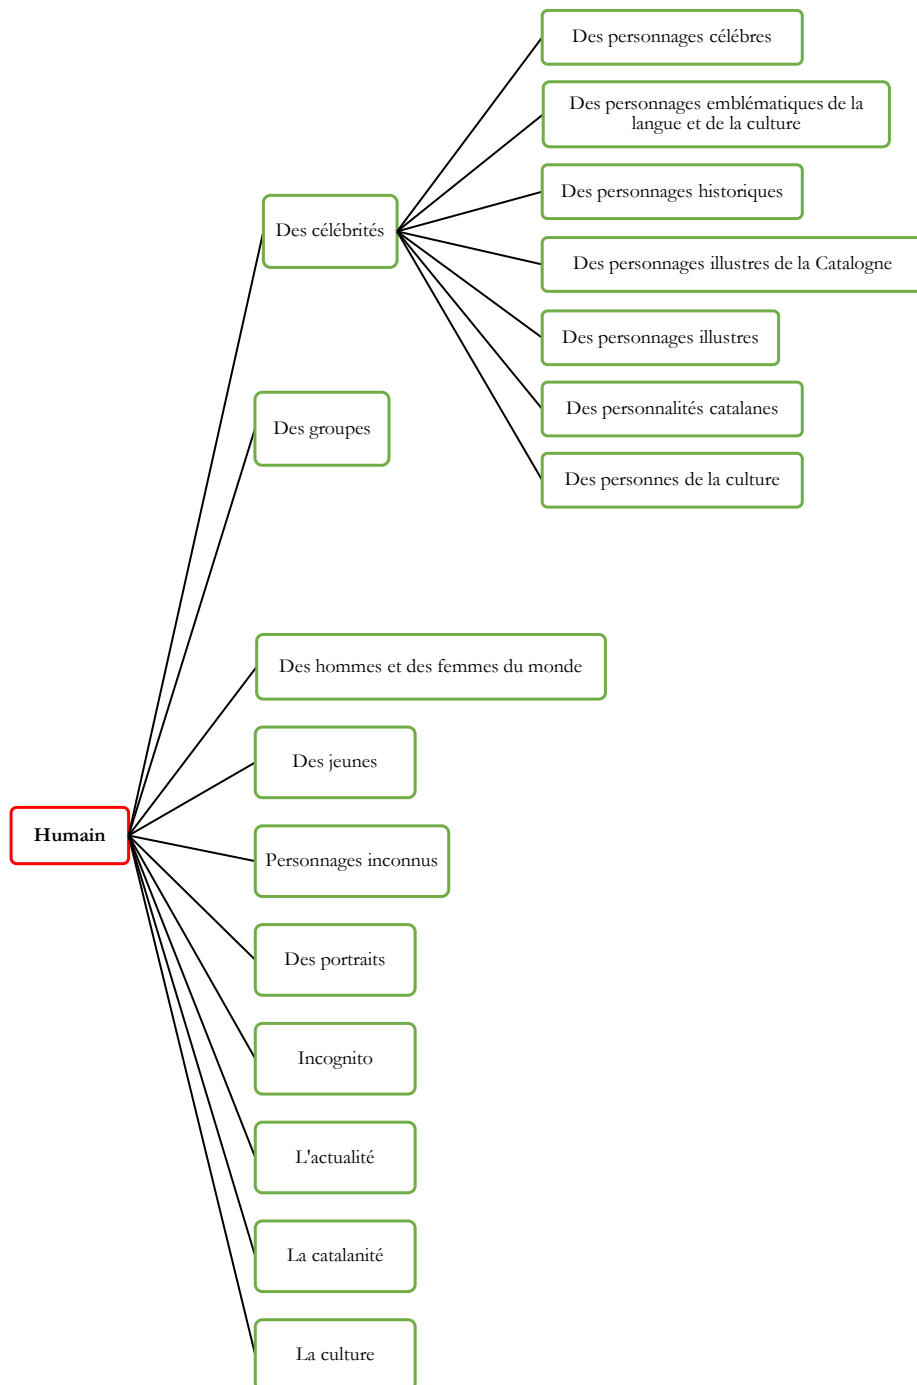 Des personnages célébres
Des personnages emblématiques de la
langue et de la culture
Des personnages historiques
Des célébrités
Des personnages illustres de la Catalogne
Des personnages illustres
Des personnalités catalanes
Des groupes
Des personnes de la culture
Des hommes et des femmes du monde
Des jeunes
Humain
Personnages inconnus
Des portraits
Incognito
L'actualité
La catalanité
La culture